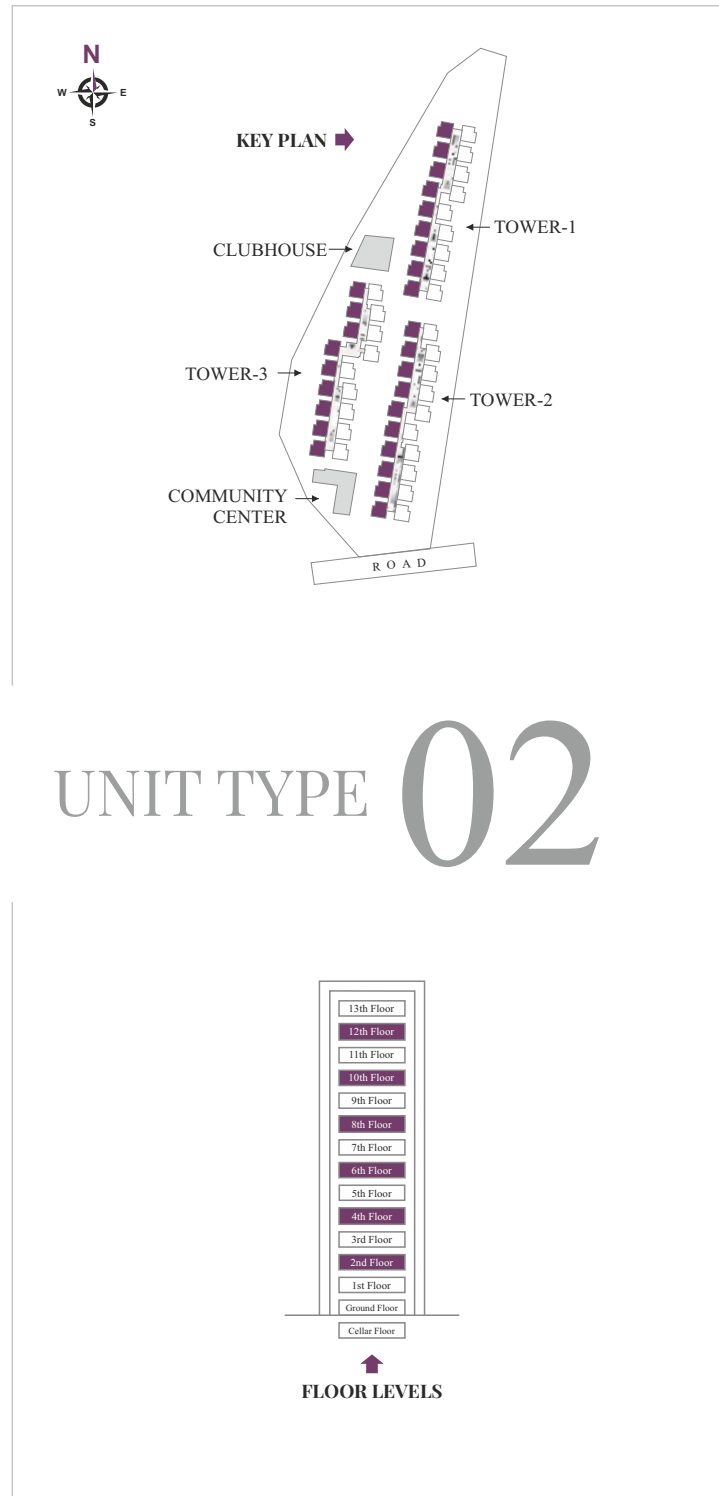 N
W
E
S
KEY PLAN
TOWER-1
CLUBHOUSE
TOWER-3
TOWER-2
COMMUNITY
CENTER
ROAD
UNIT TYPE 02
13th Floor
12th Floor
11th Floor
10th Floor
9th Floor
8th Floor
7th Floor
6th Floor
5th Floor
4th Floor
3rd Floor
2nd Floor
1st Floor
Ground Floor
Cellar Floor
FLOOR LEVELS